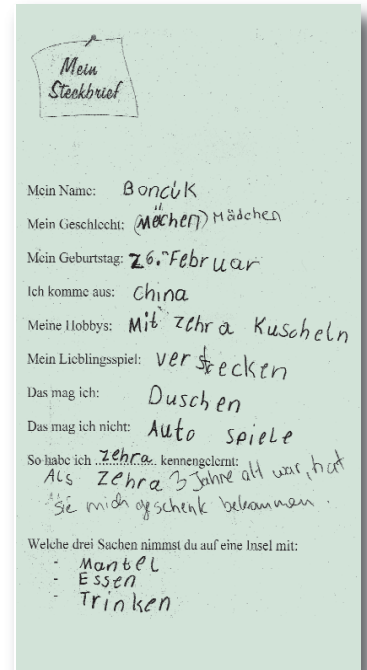 Mein
Steckbrief
Mein Name: Boncuk
Mein Geschlecht: (Mächen) Mädchen
Mein Geburtstag: 26. Februar
Ich komme aus: China
Meine Hobbys: Mit Zehra Kuscheln
Mein Lieblingsspiel: verstecken
Das mag ich: Duschen
Das mag ich nicht: Auto spiele
So habe ich Zehra kennengelernt:
Als Zehra 3 Jahre alt war, hat
sie mich geschenk bekommen.
Welche drei Sachen nimmst du auf eine Insel mit:
- Mantel
- Essen
- Trinken